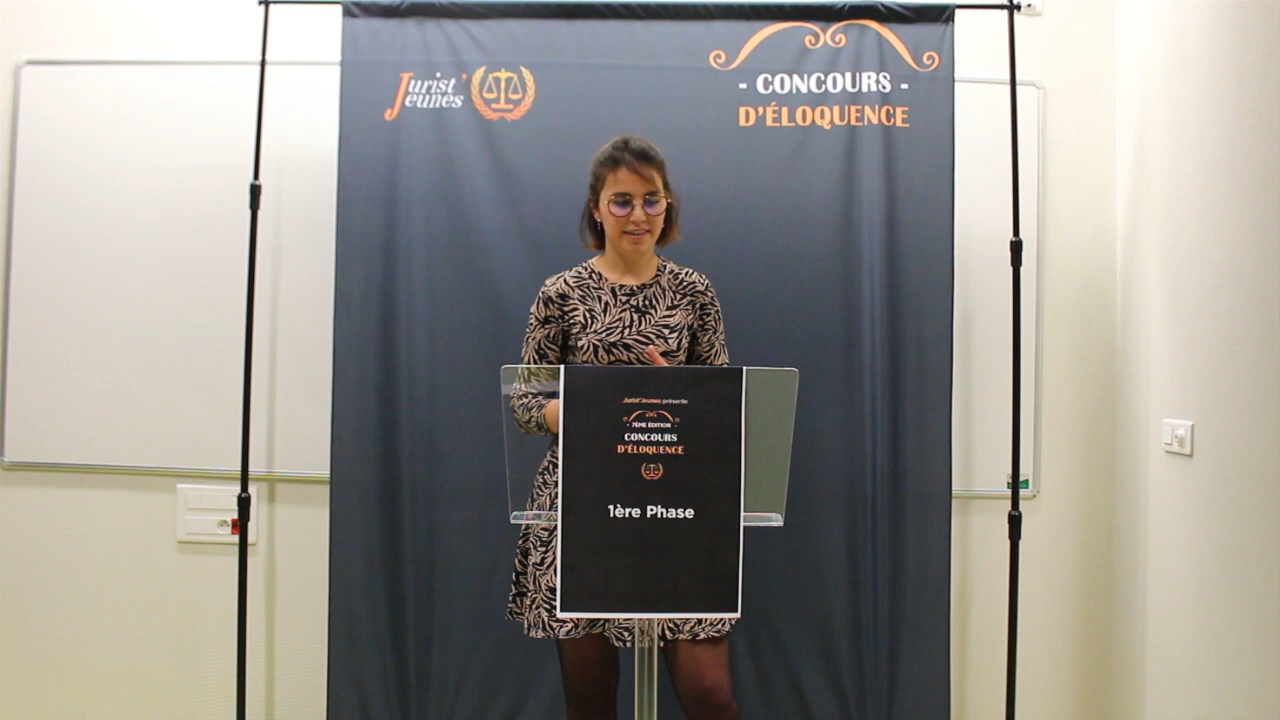 Jurist'
Jeunes
- CONCOURS -
D'ÉLOQUENCE
Jurist'Jeunes présente
- 7ÈME ÉDITION -
CONCOURS
D'ÉLOQUENCE
1ère Phase